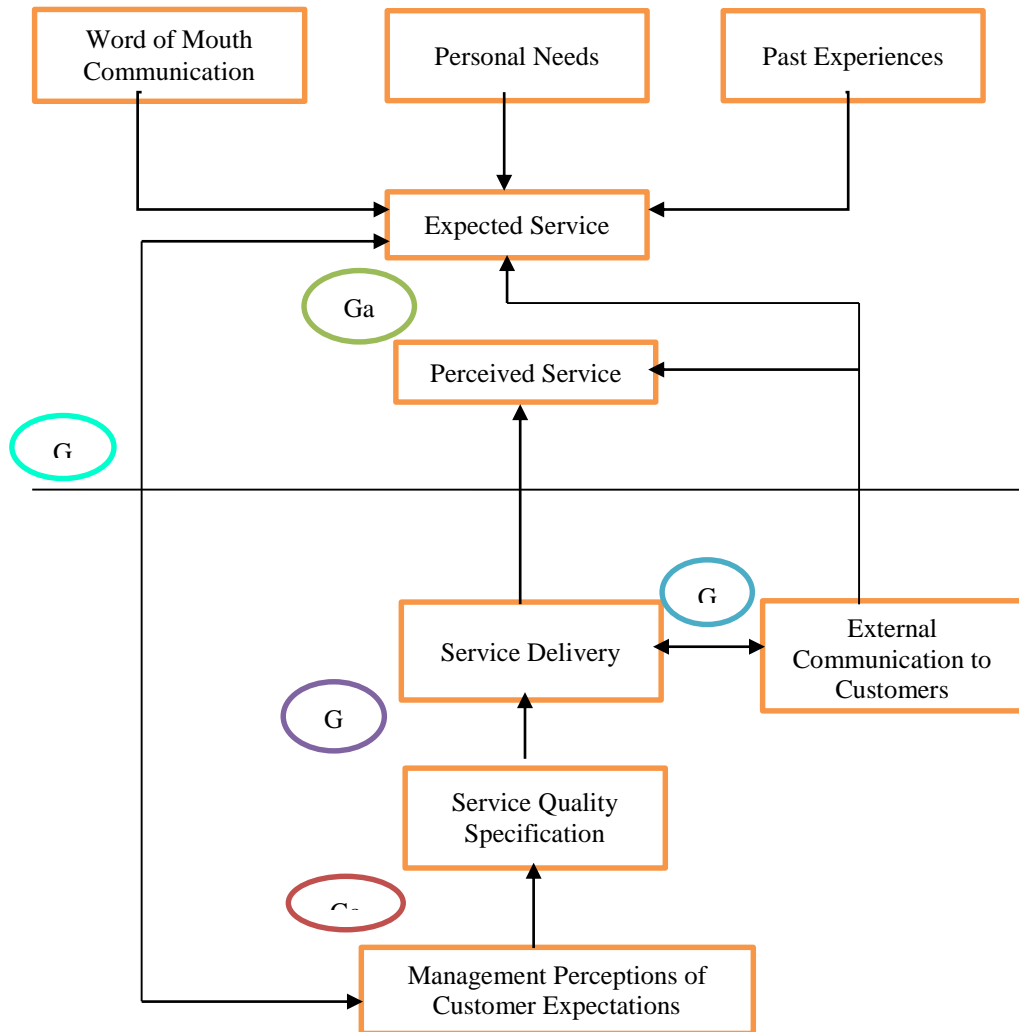 Word of Mouth
Communication
Personal Needs
Past Experiences
Expected Service
Ga
Perceived Service
G
G
Service Delivery
External
Communication to
Customers
G
Service Quality
Specification
Management Perceptions of
Customer Expectations